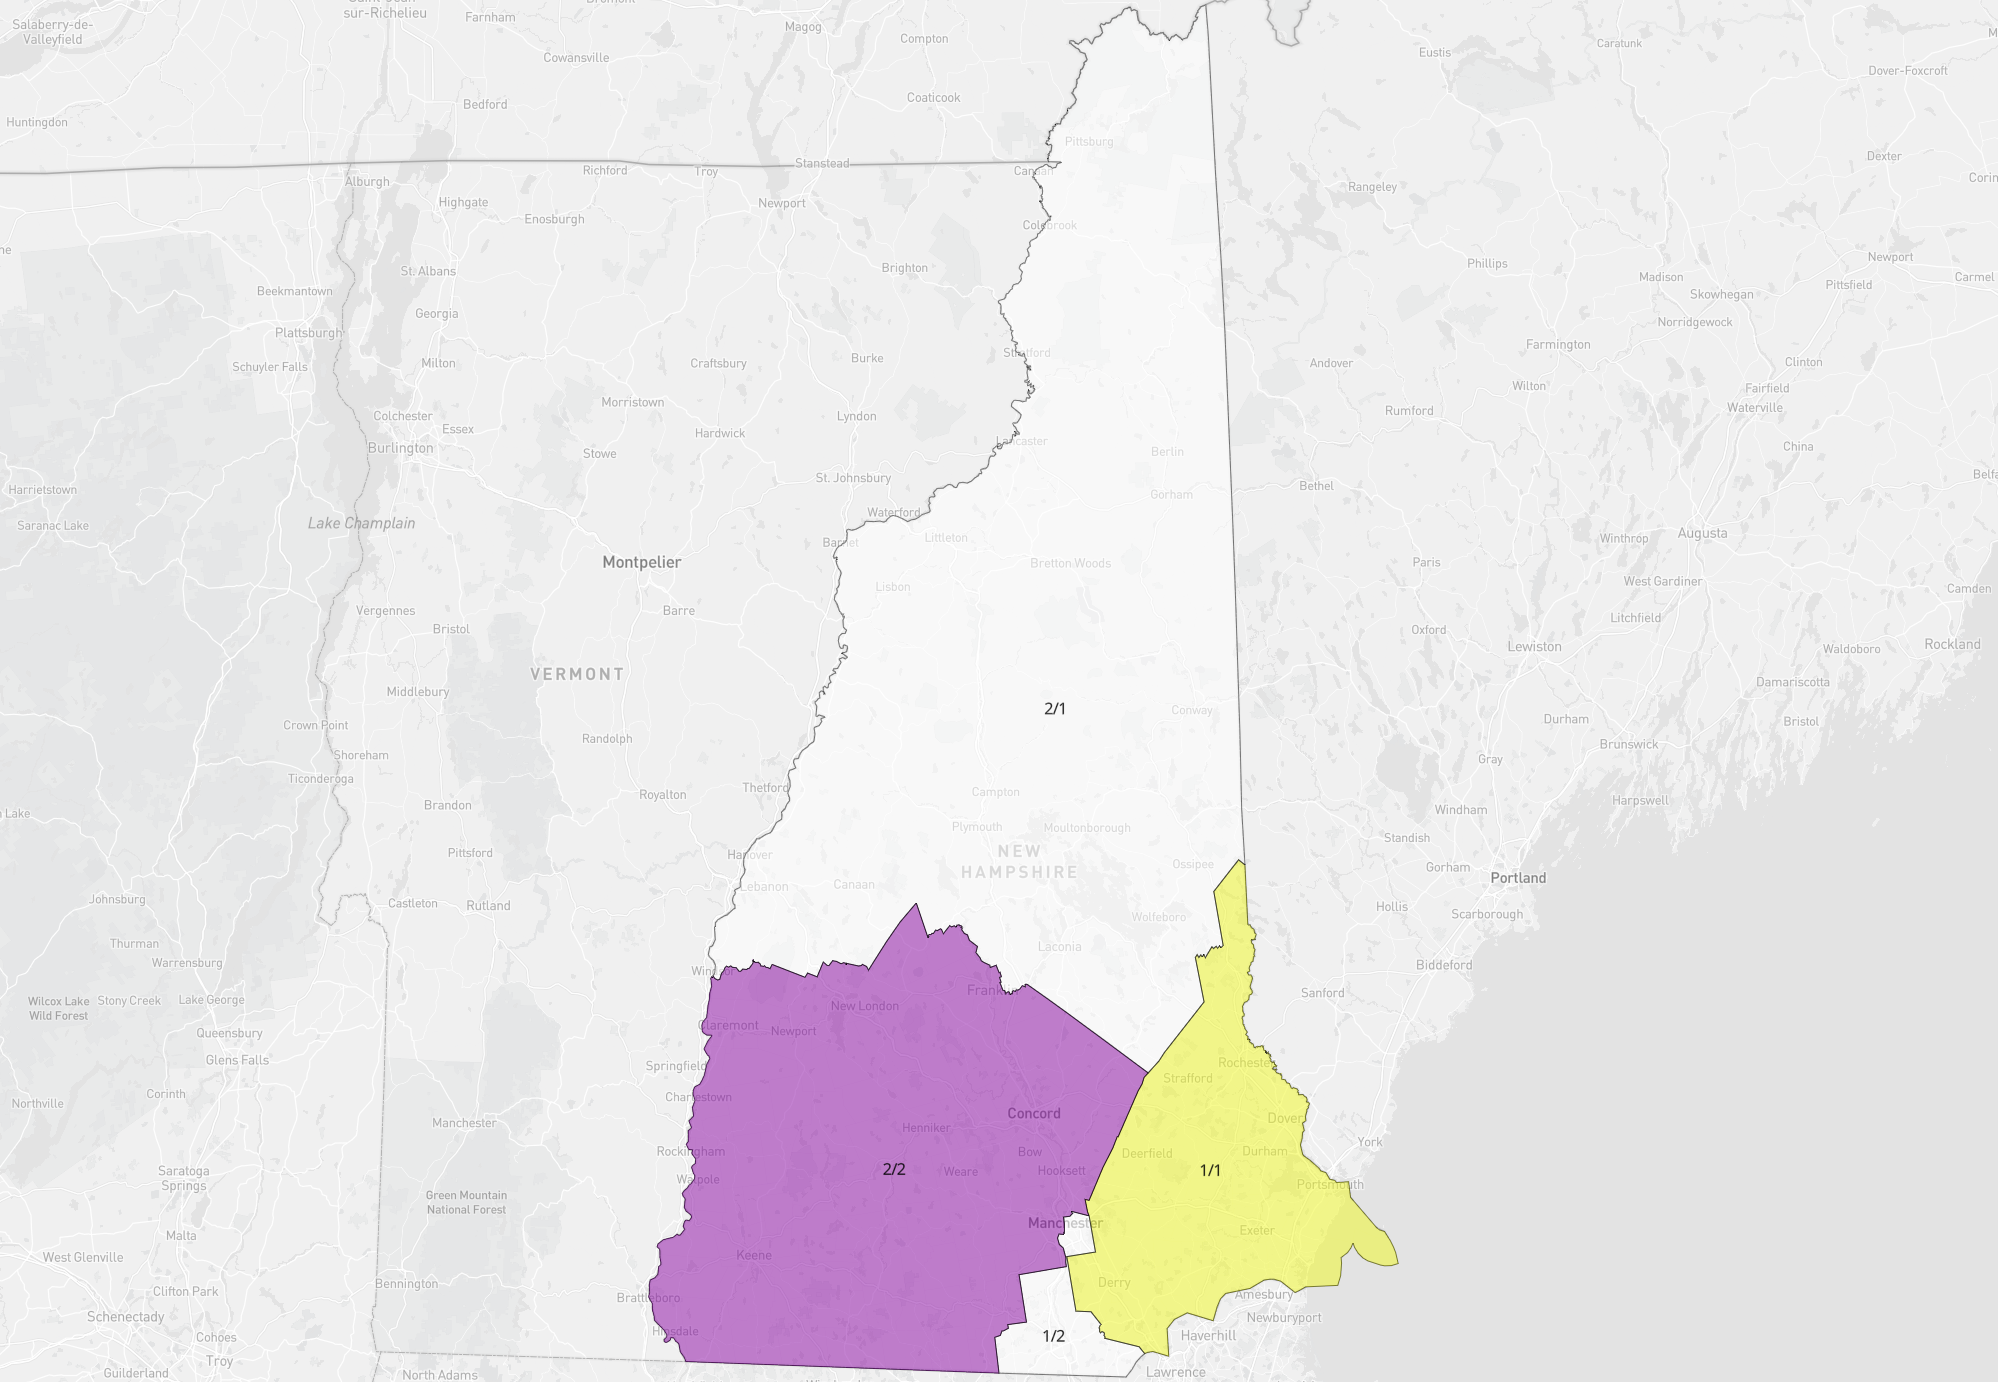 Salaberry-de-
Valleyfield
sur-Richelieu
Farnham
Magog
Compton
Cowansville
Eustis
Caratunk
Dover-Foxcroft
Bedford
Coaticook
Huntingdon
Pittsburg
Stanstead
Dexter
Richford
Troy
Canaan
Alburgh
Rangeley
Highgate
Newport
Enosburgh
Colebrook
St. Albans
Brighton
Phillips
Madison
Newport
Carmel
Beekmantown
Pittsfield
Skowhegan
Georgia
Norridgewock
Plattsburgh
Stratford
Farmington
Schuyler Falls
Milton
Craftsbury
Burke
Andover
Clinton
Wilton
Fairfield
Morristown
Waterville
Colchester
Lyndon
Rumford
Essex
Hardwick
Burlington
Lancaster
China
Stowe
Berlin
St. Johnsbury
Harrietstown
Gorham
Bethel
Waterford
Saranac Lake
Lake Champlain
Augusta
Barnet
Littleton
Winthrop
Montpelier
Bretton Woods
Paris
West Gardiner
Lisbon
Camden
Vergennes
Barre
Litchfield
Bristol
Oxford
Lewiston
Rockland
Waldoboro
VERMONT
Middlebury
Damariscotta
2/1
Conway
Crown Point
Durham
Bristol
Randolph
Brunswick
Shoreham
Gray
Ticonderoga
Thetford
Campton
Royalton
Harpswell
Brandon
Windham
Lake
Plymouth
Moultonborough
Standish
Pittsford
Hanover
NEW
HAMPSHIRE
Ossipee
Gorham
Portland
Lebanon
Canaan
Johnsburg
Castleton
Rutland
Hollis
Scarborough
Wolfeboro
Thurman
Laconia
Warrensburg
Windsor
Biddeford
Wilcox Lake
Wild Forest
Stony Creek
Lake George
Franklin
Sanford
New London
Claremont
Newport
Queensbury
Glens Falls
Springfield
Rochester
Strafford
Corinth
Charlestown
Northville
Concord
Dover
Manchester
Henniker
York
Rockingham
Bow
Deerfield
Durham
Saratoga
Springs
2/2
Weare
Hooksett
1/1
Walpole
Portsmouth
Green Mountain
National Forest
Manchester
Exeter
Malta
West Glenville
Keene
Bennington
Derry
Clifton Park
Brattleboro
Amesbury
Schenectady
Newburyport
Hinsdale
1/2
Haverhill
Cohoes
Troy
Guilderland
North Adams
Lawrence